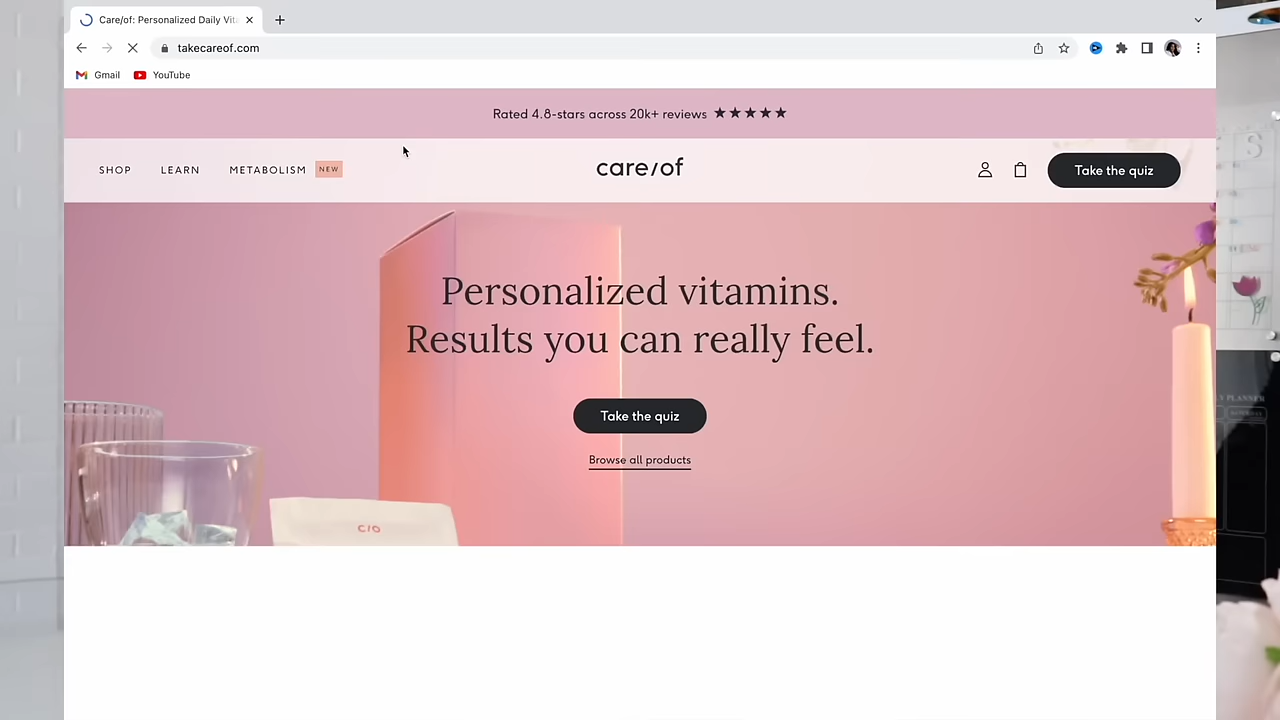 Care/of: Personalized Daily Vit
takecareof.com
Gmail
YouTube
Rated 4.8-stars across 20k+ reviews ★★★★★
SHOP
LEARN
METABOLISM
NEW
care/of
Take the quiz
Personalized vitamins.
Results you can really feel.
Take the quiz
Browse all products
c/o
S
LY PLANNER